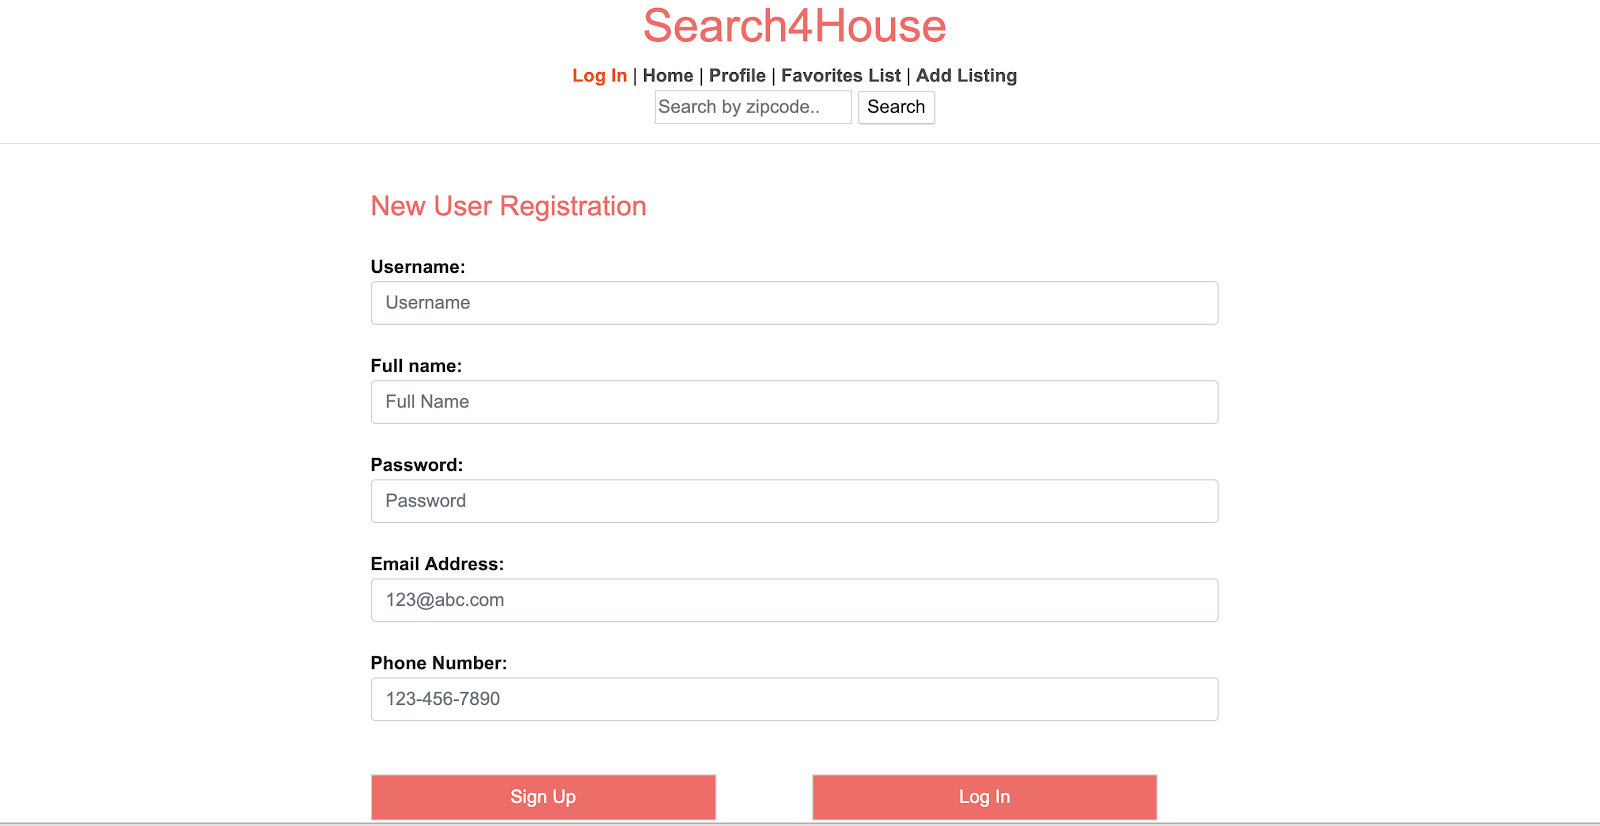 Search4House
Log In | Home | Profile | Favorites List | Add Listing
Search by zipcode.. Search
New User Registration
Username:
Username
Full name:
Full Name
Password:
Password
Email Address:
123@abc.com
Phone Number:
123-456-7890
Sign Up Log In